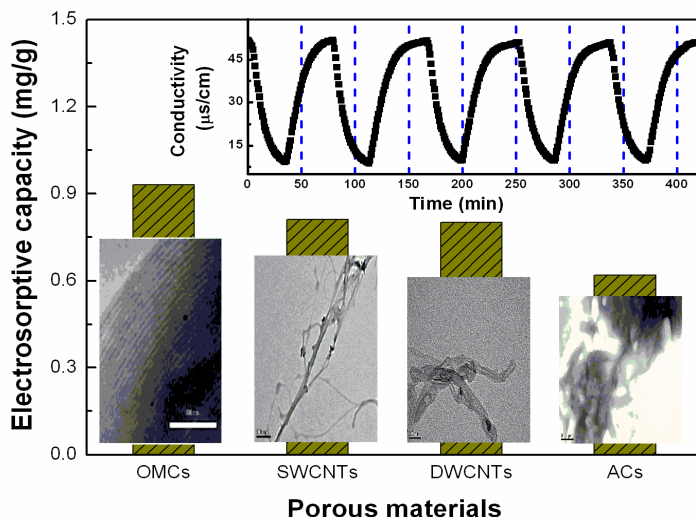 Electrosorptive capacity (mg/g)
1.5
1.2
0.9
0.6
0.3
0.0
Conductivity
(μs/cm)
45
30
15
0 50 100 150 200 250 300 350 400
Time (min)
OMCs SWCNTs DWCNTs ACs
Porous materials